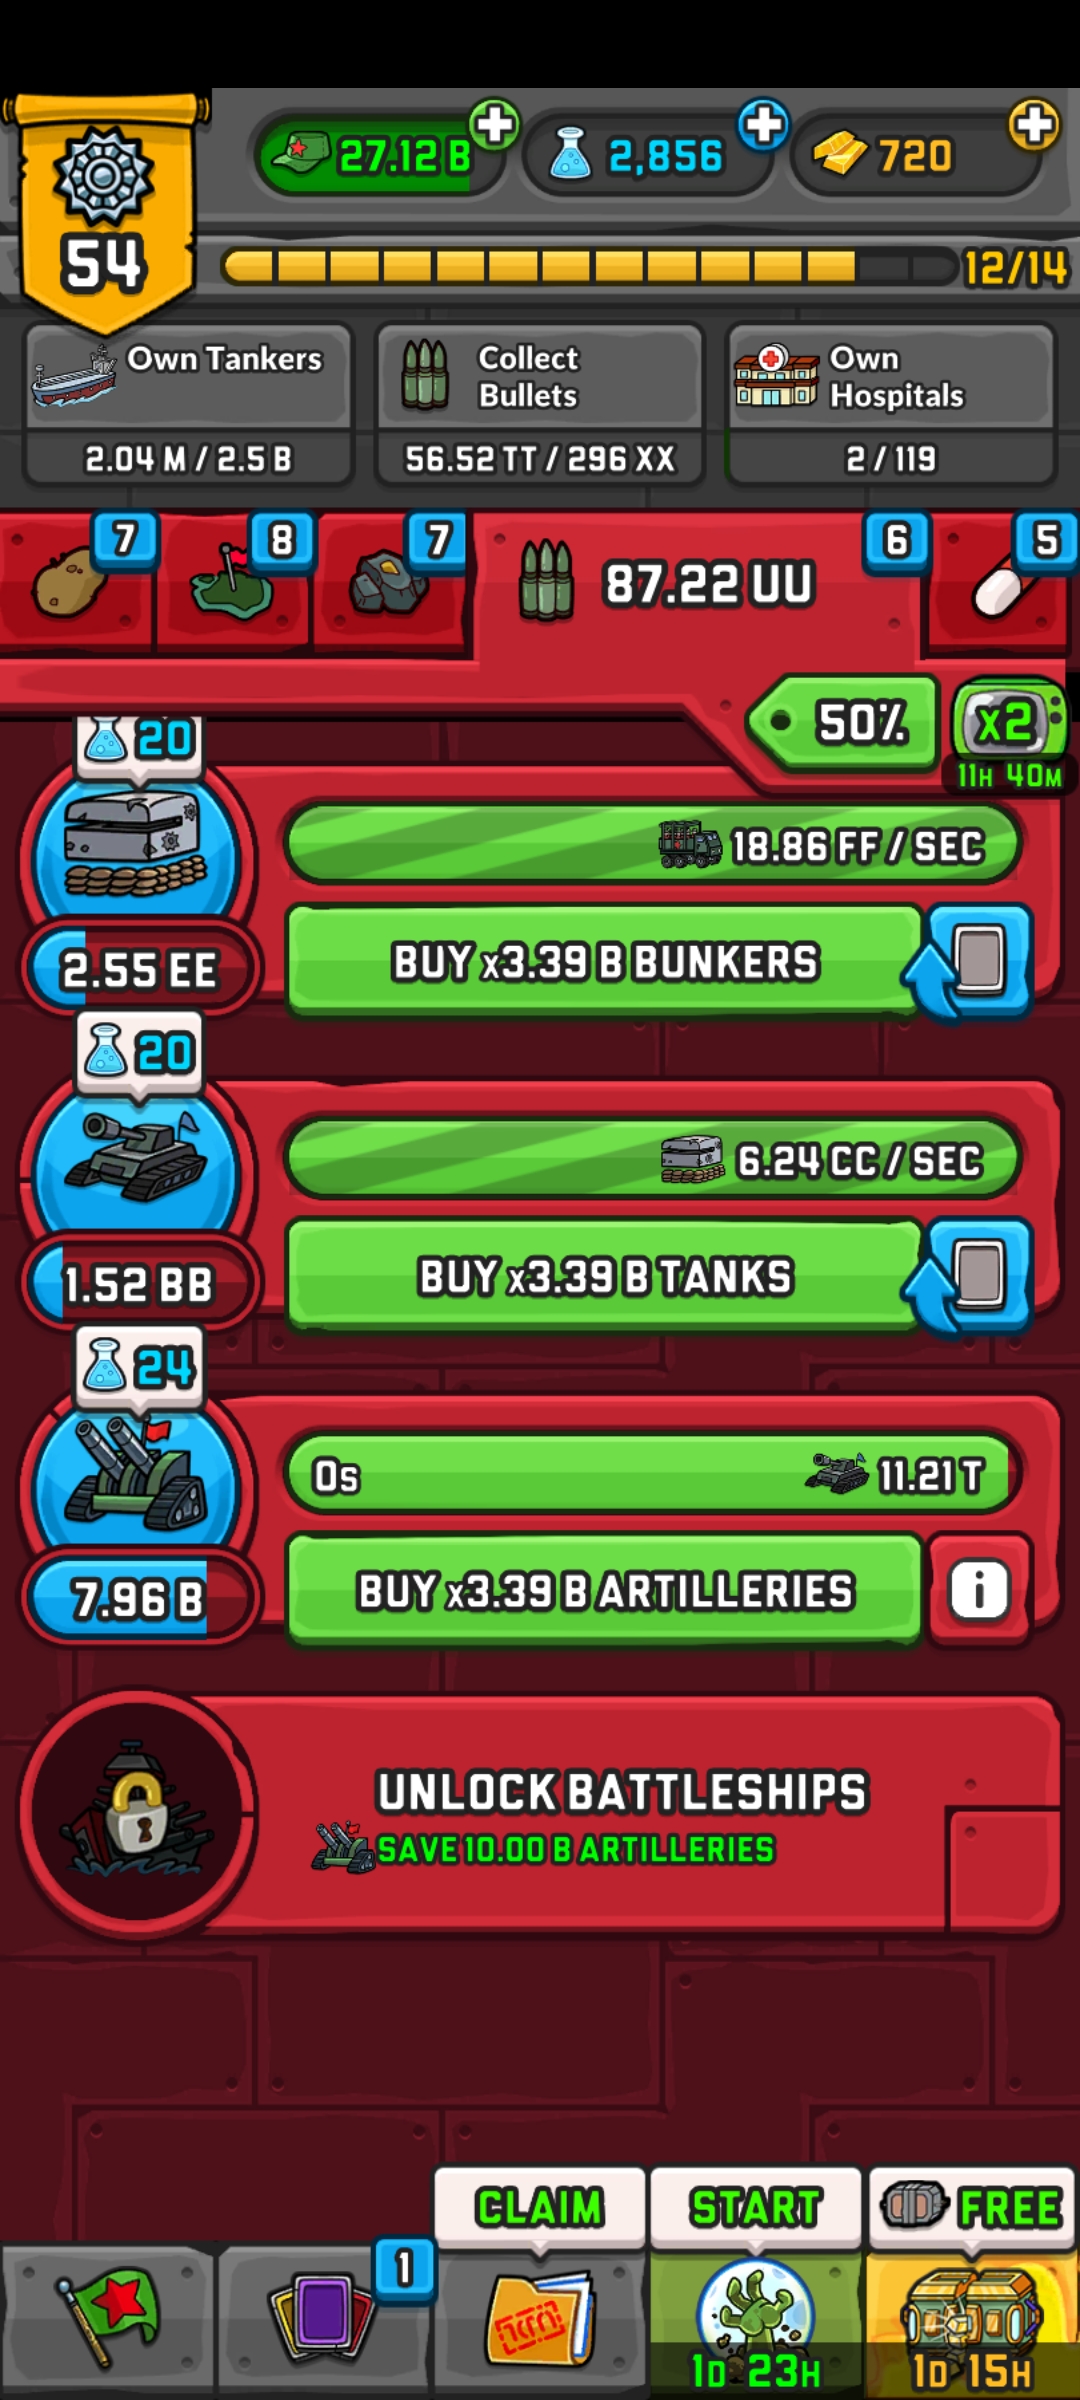 27.12 B
2,856
720
54
12/14
Own Tankers
2.04 M / 2.5 B
Collect
Bullets
56.52 TT / 296 XX
Own
Hospitals
2 / 119
7
8
7
87.22 UU
6
5
50%
x2
11H 40M
20
18.86 FF / SEC
2.55 EE
BUY x3.39 B BUNKERS
20
6.24 CC / SEC
1.52 BB
BUY x3.39 B TANKS
24
0s
11.21 T
7.96 B
BUY x3.39 B ARTILLERIES
i
UNLOCK BATTLESHIPS
SAVE 10.00 B ARTILLERIES
CLAIM
START
FREE
1
1D 23H
1D 15H